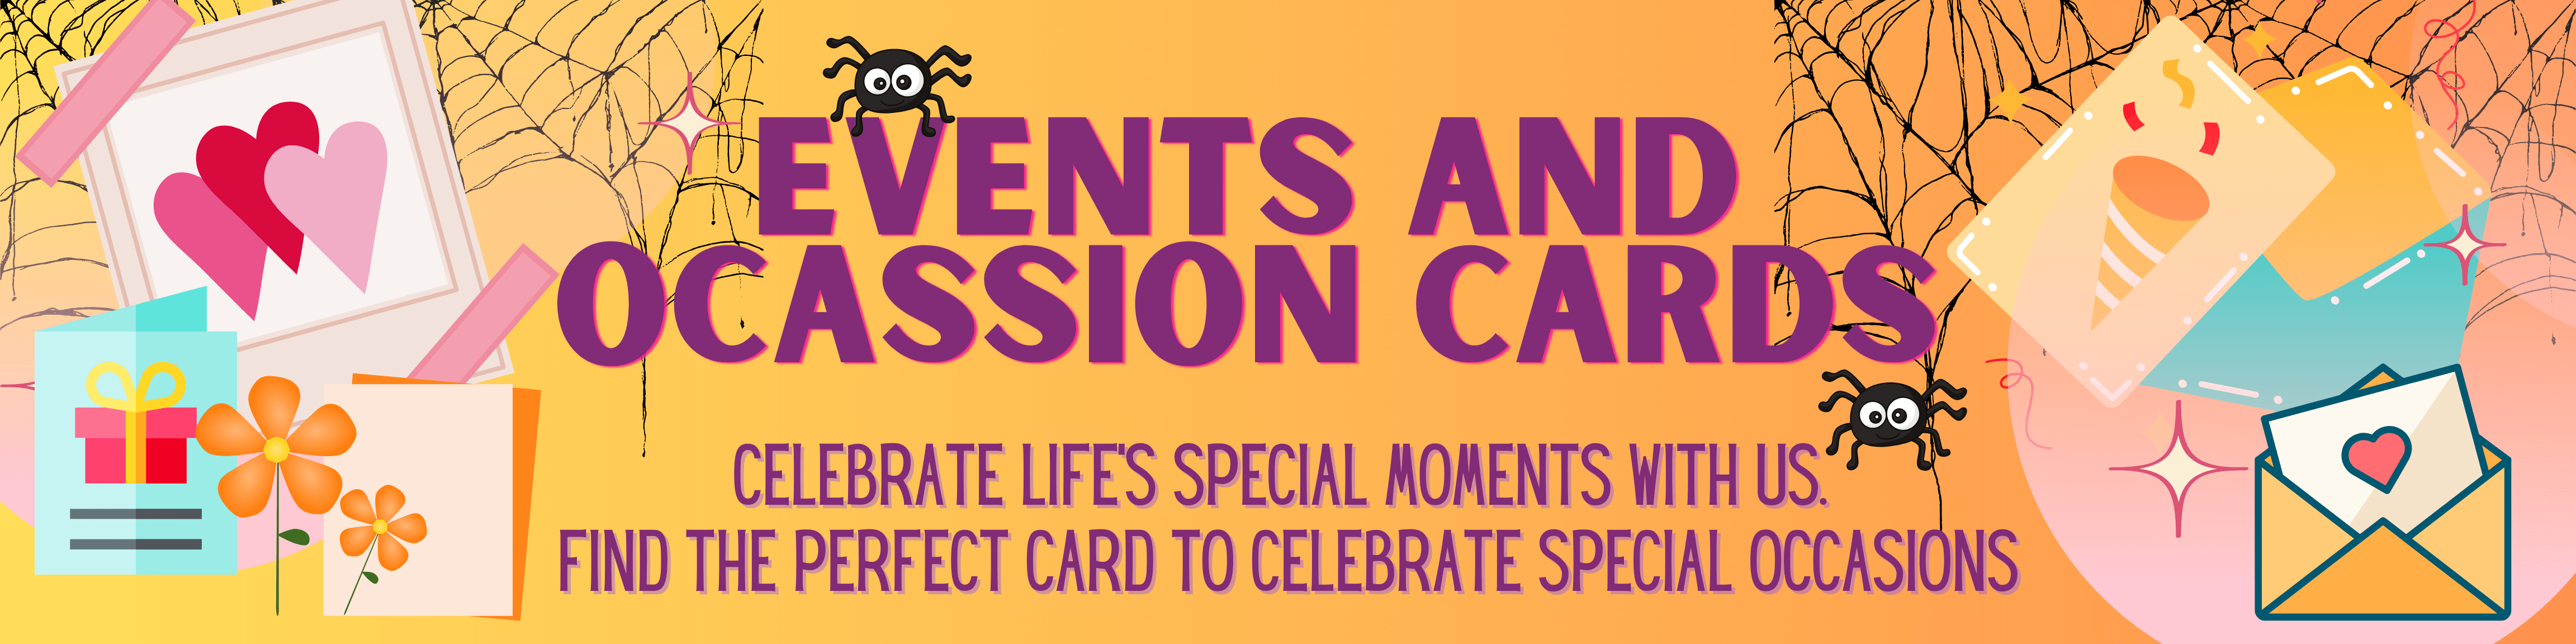 EVENTS AND
OCASSION CARDS
CELEBRATE LIFE'S SPECIAL MOMENTS WITH US.
FIND THE PERFECT CARD TO CELEBRATE SPECIAL OCCASIONS